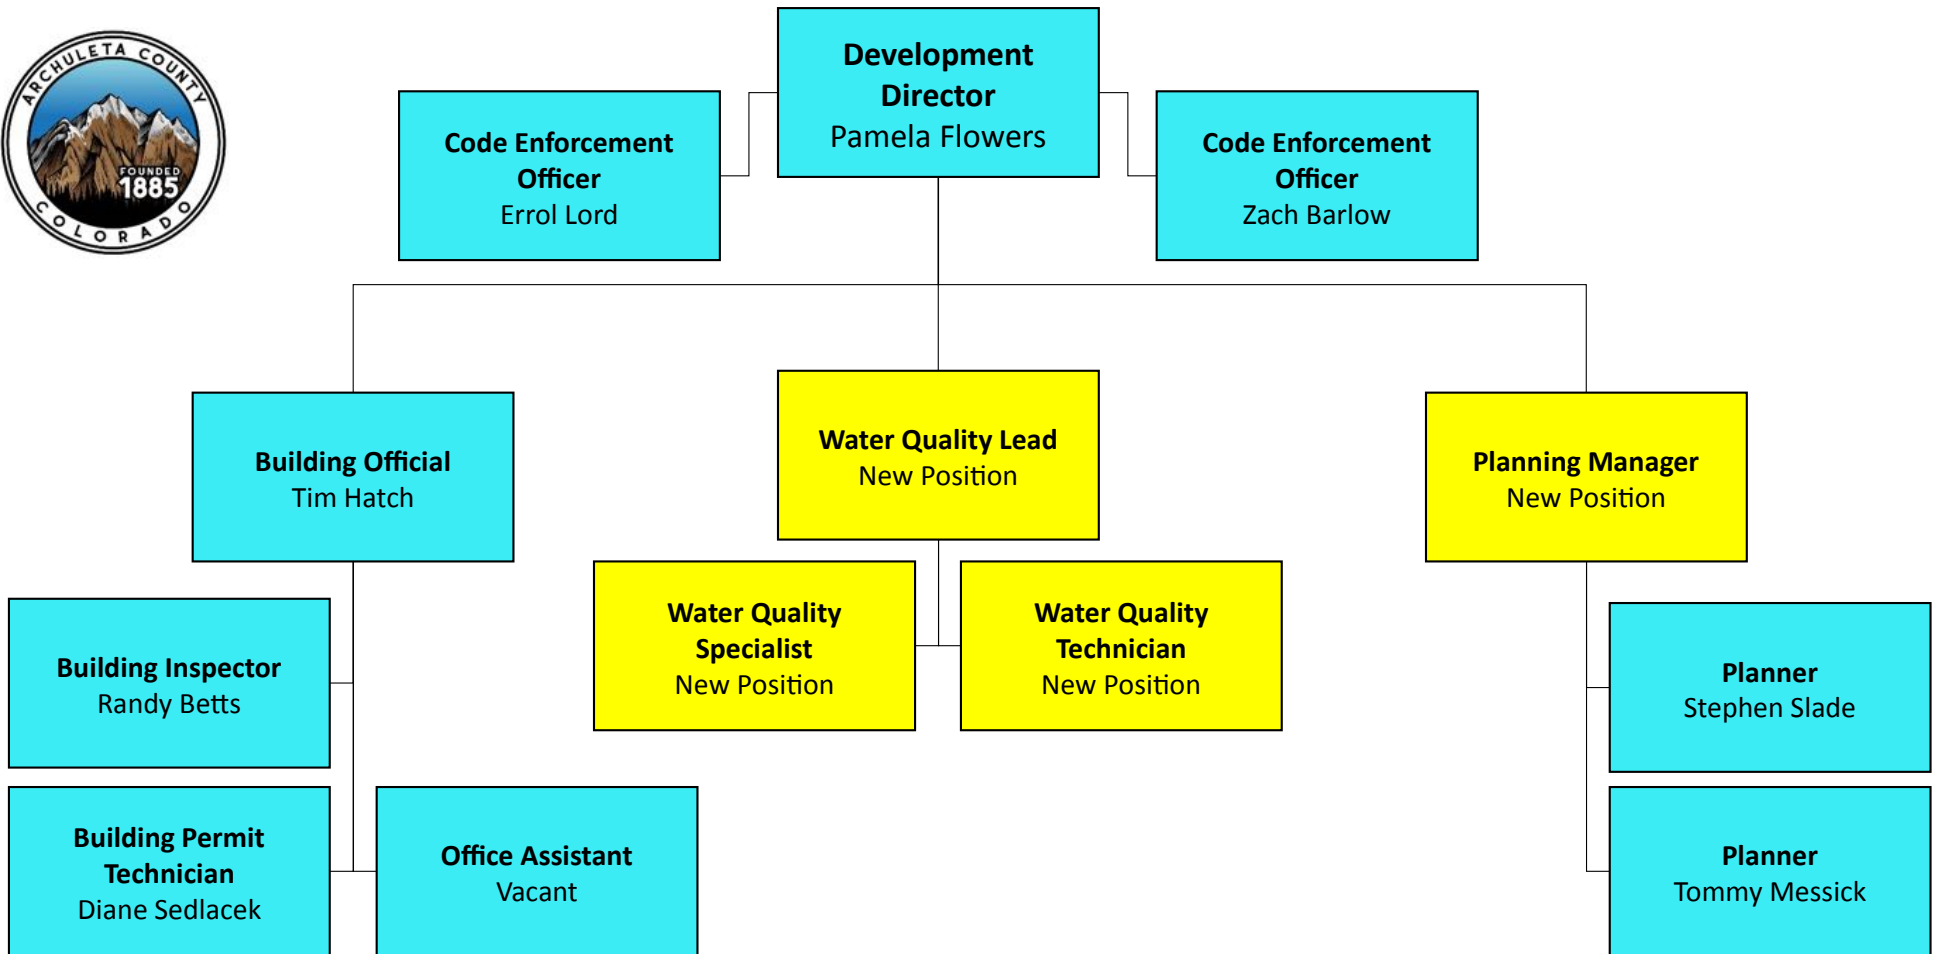 ARCHULETA COUNTY
FOUNDED
1885
COLORADO
Development
Director
Pamela Flowers
Code Enforcement
Officer
Errol Lord
Code Enforcement
Officer
Zach Barlow
Building Official
Tim Hatch
Water Quality Lead
New Position
Planning Manager
New Position
Building Inspector
Randy Betts
Water Quality
Specialist
New Position
Water Quality
Technician
New Position
Planner
Stephen Slade
Building Permit
Technician
Diane Sedlacek
Office Assistant
Vacant
Planner
Tommy Messick